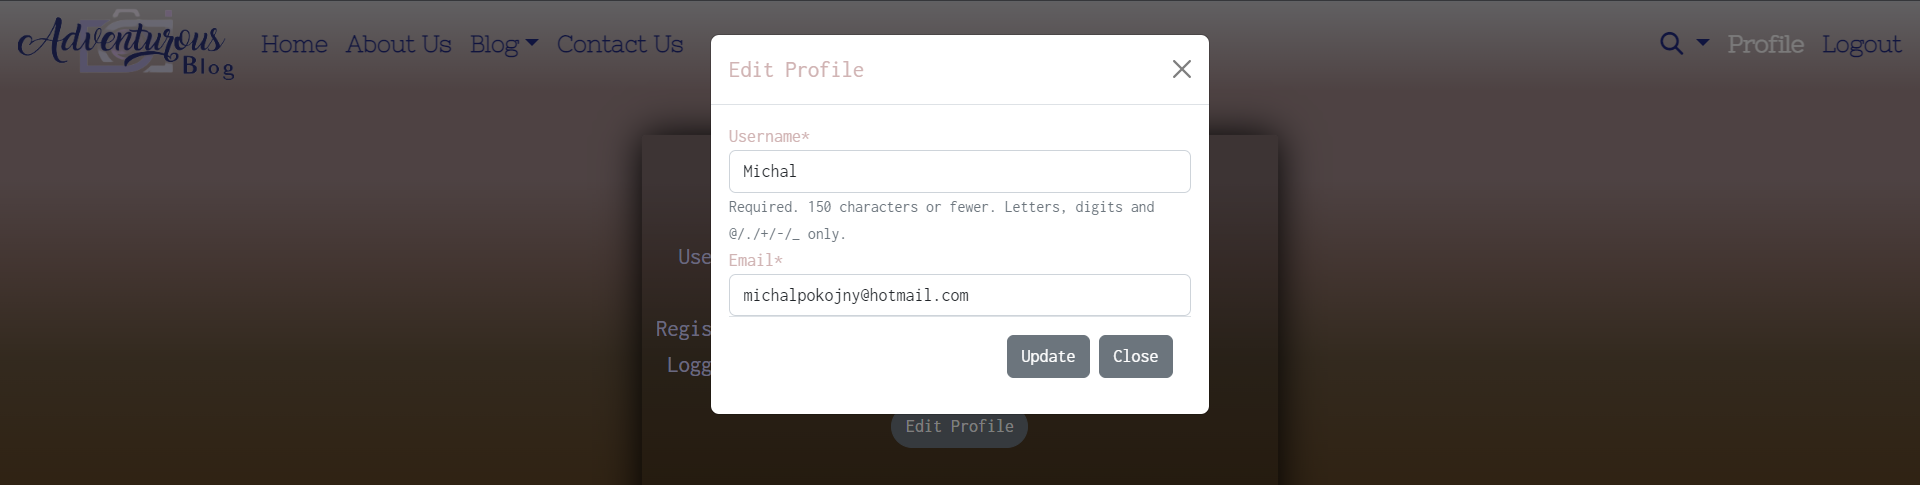 Adventurous
Blog
Home About Us Blog Contact Us
Profile Logout
Edit Profile
Username*
Michal
Required. 150 characters or fewer. Letters, digits and
@/./+/-/_ only.
Email*
michalpokojny@hotmail.com
Update Close
Use
Regis
Logg
Edit Profile